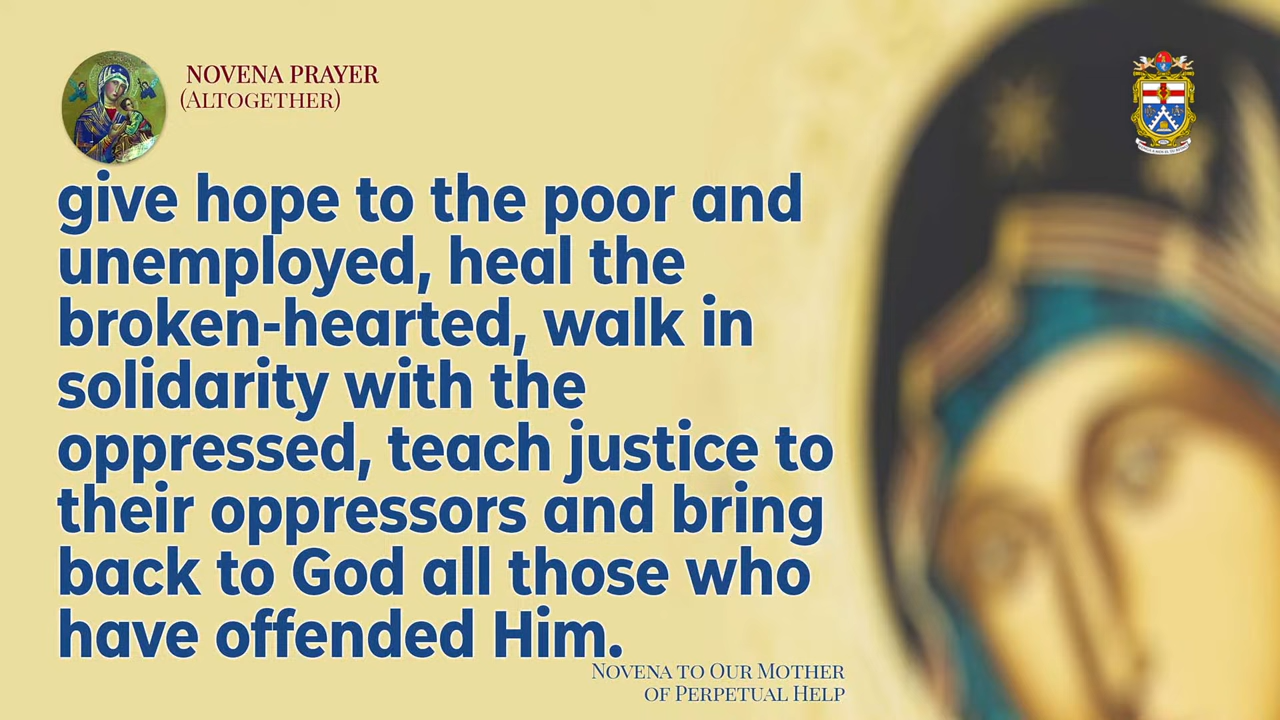 NOVENA PRAYER
(ALTOGETHER)
give hope to the poor and
unemployed, heal the
broken-hearted, walk in
solidarity with the
oppressed, teach justice to
their oppressors and bring
back to God all those who
have offended Him.
NOVENA TO OUR MOTHER
OF PERPETUAL HELP